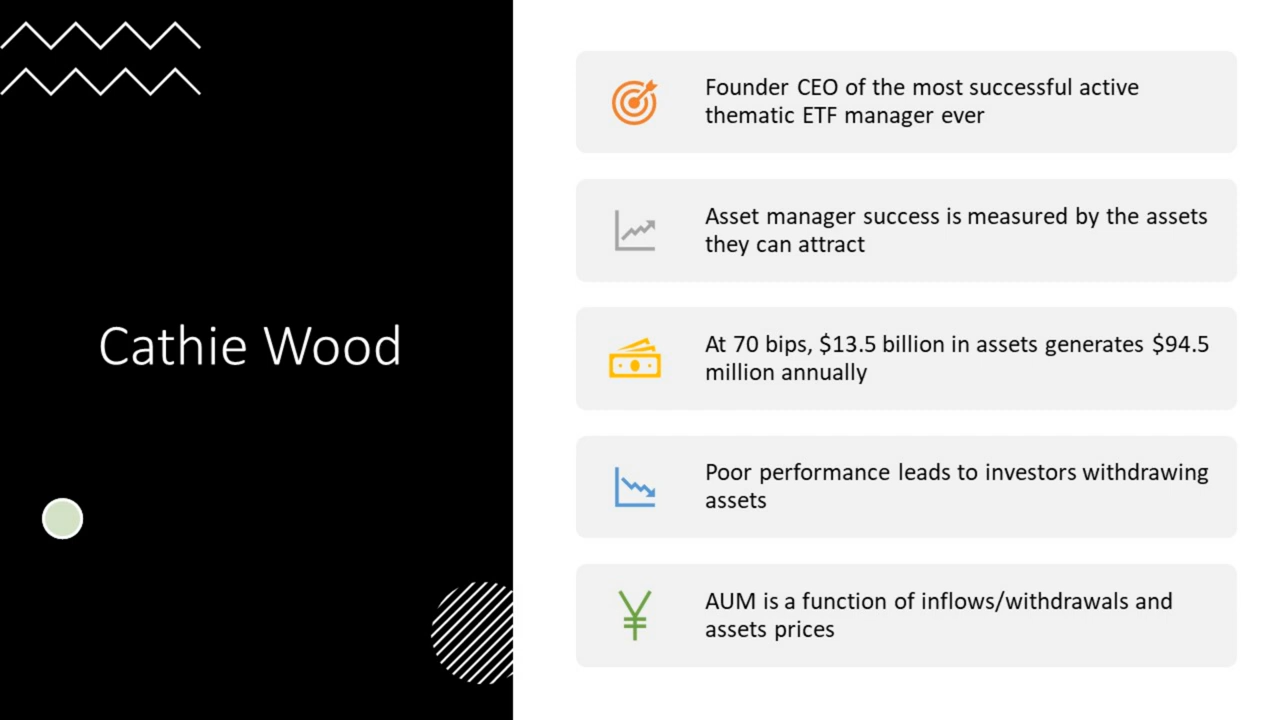 Cathie Wood
Founder CEO of the most successful active
thematic ETF manager ever
Asset manager success is measured by the assets
they can attract
At 70 bips, $13.5 billion in assets generates $94.5
million annually
Poor performance leads to investors withdrawing
assets
AUM is a function of inflows/withdrawals and
assets prices